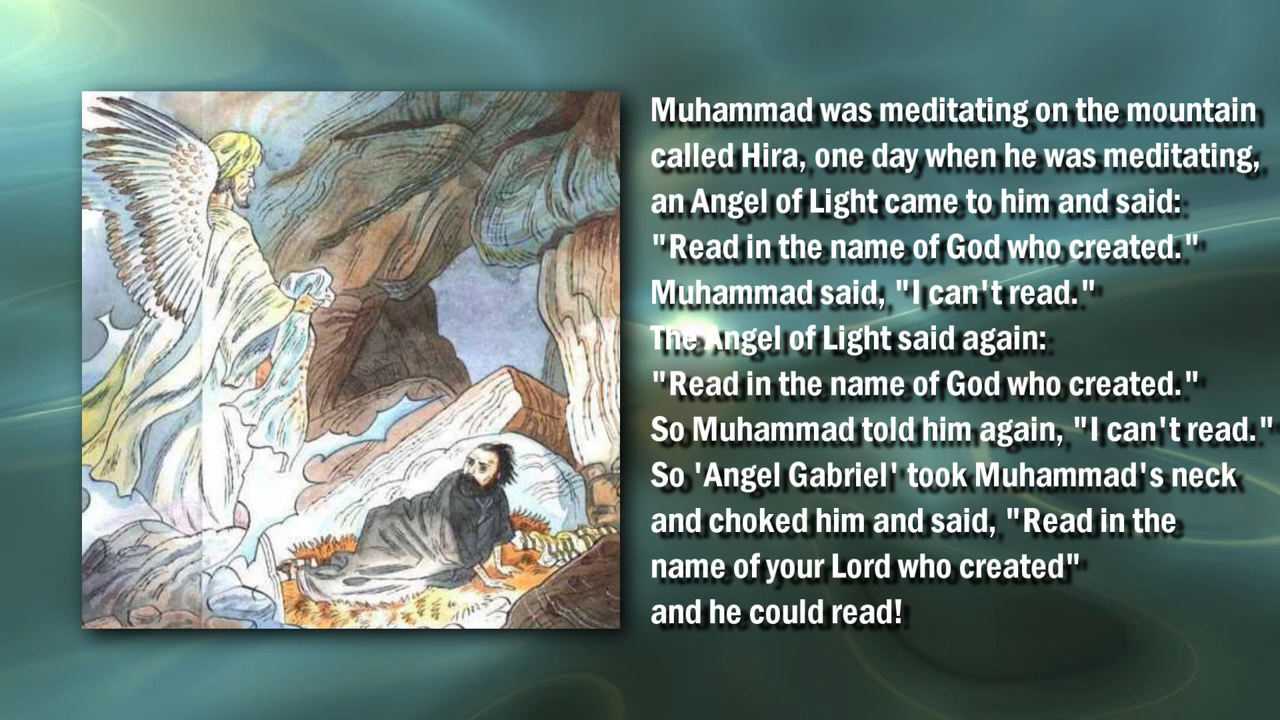 Muhammad was meditating on the mountain
called Hira, one day when he was meditating,
an Angel of Light came to him and said:
"Read in the name of God who created."
Muhammad said, "I can't read."
The Angel of Light said again:
"Read in the name of God who created."
So Muhammad told him again, "I can't read."
So 'Angel Gabriel' took Muhammad's neck
and choked him and said, "Read in the
name of your Lord who created"
and he could read!